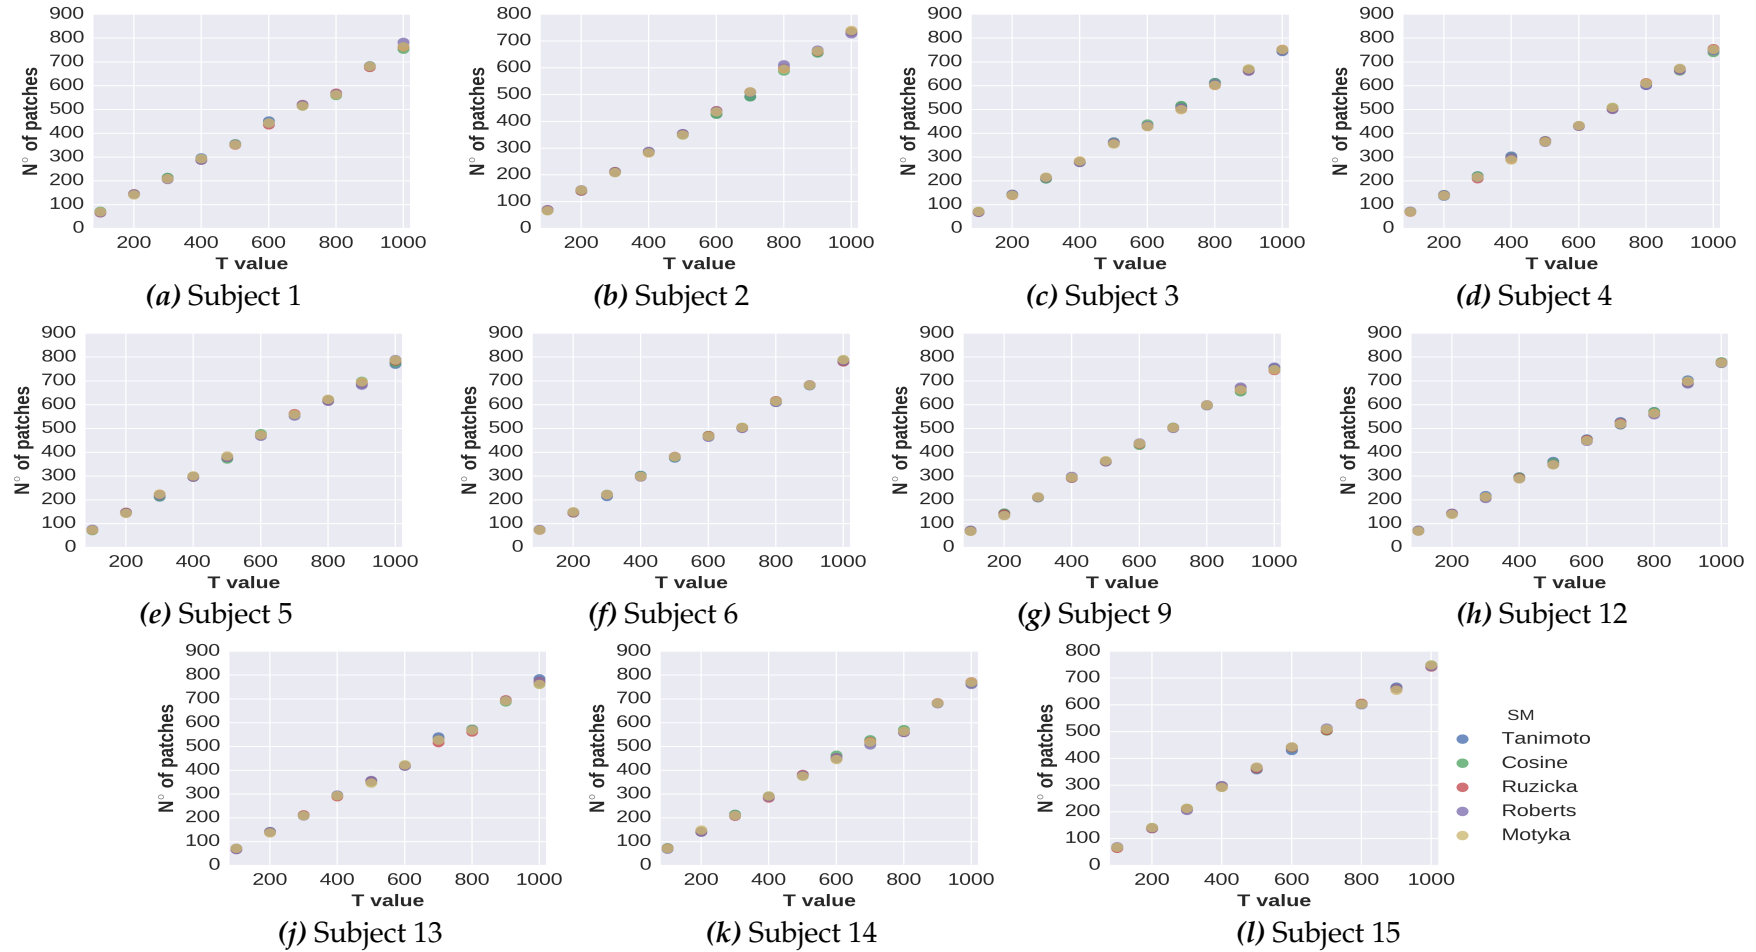 900
800
700
600
500
400
300
200
100
0
N° of patches
200 400 600 800 1000
T value
(a) Subject 1
800
700
600
500
400
300
200
100
0
N° of patches
200 400 600 800 1000
T value
(b) Subject 2
900
800
700
600
500
400
300
200
100
0
N° of patches
200 400 600 800 1000
T value
(c) Subject 3
900
800
700
600
500
400
300
200
100
0
N° of patches
200 400 600 800 1000
T value
(d) Subject 4
900
800
700
600
500
400
300
200
100
0
N° of patches
200 400 600 800 1000
T value
(e) Subject 5
900
800
700
600
500
400
300
200
100
0
N° of patches
200 400 600 800 1000
T value
(f) Subject 6
900
800
700
600
500
400
300
200
100
0
N° of patches
200 400 600 800 1000
T value
(g) Subject 9
900
800
700
600
500
400
300
200
100
0
N° of patches
200 400 600 800 1000
T value
(h) Subject 12
900
800
700
600
500
400
300
200
100
0
N° of patches
200 400 600 800 1000
T value
(j) Subject 13
900
800
700
600
500
400
300
200
100
0
N° of patches
200 400 600 800 1000
T value
(k) Subject 14
800
700
600
500
400
300
200
100
0
N° of patches
200 400 600 800 1000
T value
(l) Subject 15
SM
Tanimoto
Cosine
Ruzicka
Roberts
Motyka